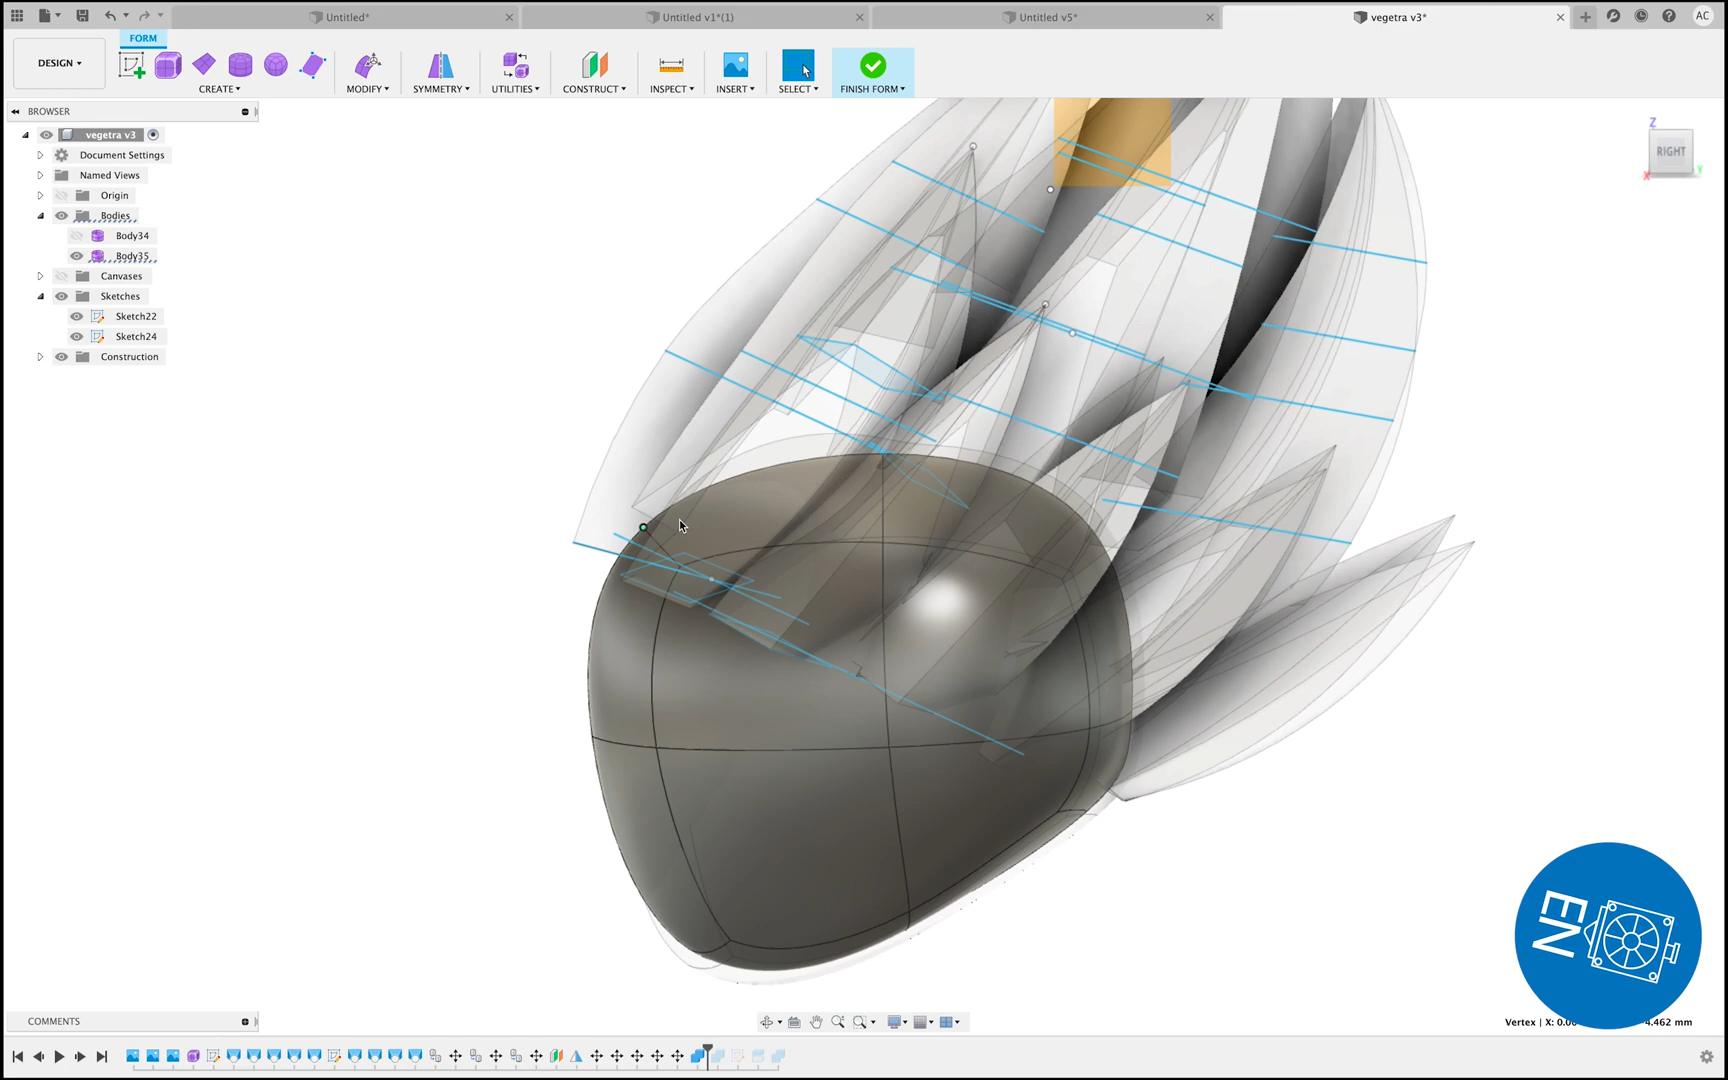 Untitled*
Untitled v1*(1)
Untitled v5*
vegetra v3*
AC
FORM
DESIGN
CREATE
MODIFY
SYMMETRY
UTILITIES
CONSTRUCT
INSPECT
INSERT
SELECT
FINISH FORM
BROWSER
vegetra v3
Document Settings
Named Views
Origin
Bodies
Body34
Body35
Canvases
Sketches
Sketch22
Sketch24
Construction
Z
RIGHT
X
Y
EN
COMMENTS
Vertex | X: 0.0
4.462 mm